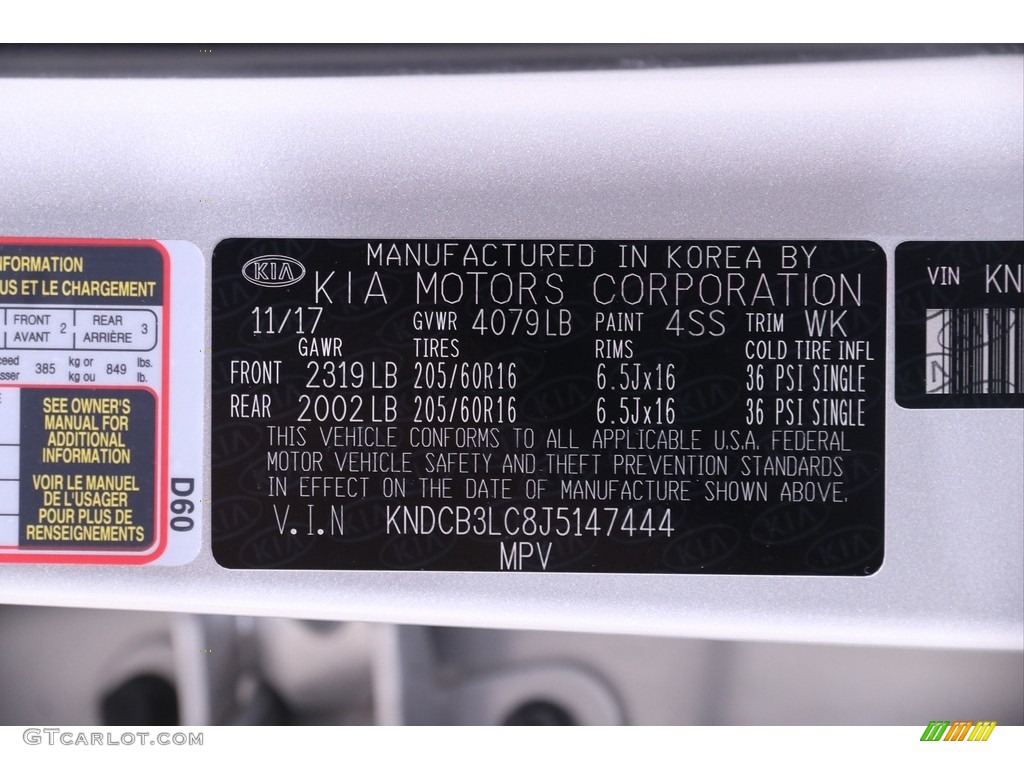 NFORMATION
US ET LE CHARGEMENT
FRONT 2 REAR 3
AVANT ARRIÈRE
385 kg or 849 lbs.
kg ou lb.
SEE OWNER'S
MANUAL FOR
ADDITIONAL
INFORMATION
VOIR LE MANUEL
DE L'USAGER
POUR PLUS DE
RENSEIGNEMENTS
D60
MANUFACTURED IN KOREA BY
KIA KIA MOTORS CORPORATION
11/17 GVWR 4079LB PAINT 4SS TRIM WK
GAWR TIRES RIMS COLD TIRE INFL
FRONT 2319LB 205/60R16 6.5Jx16 36 PSI SINGLE
REAR 2002LB 205/60R16 6.5Jx16 36 PSI SINGLE
THIS VEHICLE CONFORMS TO ALL APPLICABLE U.S.A. FEDERAL
MOTOR VEHICLE SAFETY AND THEFT PREVENTION STANDARDS
IN EFFECT ON THE DATE OF MANUFACTURE SHOWN ABOVE.
V.I.N KNDCB3LC8J5147444
MPV
VIN KN
GTCARLOT.COM